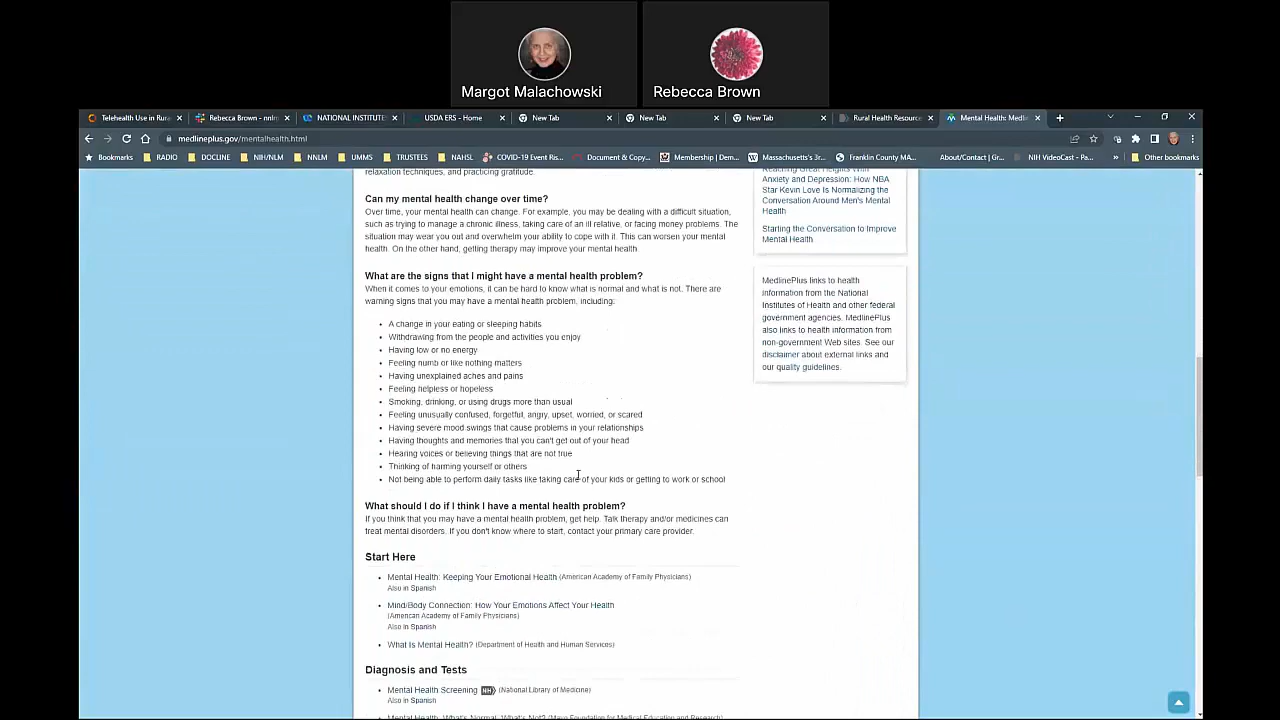 Margot Malachowski
Rebecca Brown
Telehealth Use in Rura
Rebecca Brown - nnlm
NATIONAL INSTITUTE
USDA ERS - Home
New Tab
New Tab
New Tab
Rural Health Resource
Mental Health: Medli
medlineplus.gov/mentalhealth.html
Bookmarks
RADIO
DOCLINE
NIH/NLM
NNLM
UMMS
TRUSTEES
NAHSL
COVID-19 Event Ris...
Document & Copy...
Membership | Dem...
Massachusetts's 3r...
Franklin County MA...
About/Contact | Gr...
NIH VideoCast - Pa...
Other bookmarks
relaxation techniques, and practicing gratitude.
Can my mental health change over time?
Over time, your mental health can change. For example, you may be dealing with a difficult situation,
such as trying to manage a chronic illness, taking care of an ill relative, or facing money problems. The
situation may wear you out and overwhelm your ability to cope with it. This can worsen your mental
health. On the other hand, getting therapy may improve your mental health
What are the signs that I might have a mental health problem?
When it comes to your emotions, it can be hard to know what is normal and what is not. There are
warning signs that you may have a mental health problem, including:
A change in your eating or sleeping habits
Withdrawing from the people and activities you enjoy
Having low or no energy
Feeling numb or like nothing matters
Having unexplained aches and pains
Feeling helpless or hopeless
Smoking, drinking, or using drugs more than usual
Feeling unusually confused, forgetful, angry, upset, worried, or scared
Having severe mood swings that cause problems in your relationships
Having thoughts and memories that you can't get out of your head
Hearing voices or believing things that are not true
Thinking of harming yourself or others
Not being able to perform daily tasks like taking care of your kids or getting to work or school
What should I do if I think I have a mental health problem?
If you think that you may have a mental health problem, get help. Talk therapy and/or medicines can
treat mental disorders. If you don't know where to start, contact your primary care provider.
Start Here
Mental Health: Keeping Your Emotional Health (American Academy of Family Physicians)
Also in Spanish
Mind/Body Connection: How Your Emotions Affect Your Health
(American Academy of Family Physicians)
Also in Spanish
What Is Mental Health? (Department of Health and Human Services)
Diagnosis and Tests
Mental Health Screening NIH (National Library of Medicine)
Also in Spanish
Mental Health: What's Normal, What's Not? (Mayo Foundation for Medical Education and Research)
Reaching Great Heights With
Anxiety and Depression: How NBA
Star Kevin Love Is Normalizing the
Conversation Around Men's Mental
Health
Starting the Conversation to Improve
Mental Health
MedlinePlus links to health
information from the National
Institutes of Health and other federal
government agencies. MedlinePlus
also links to health information from
non-government Web sites. See our
disclaimer about external links and
our quality guidelines.